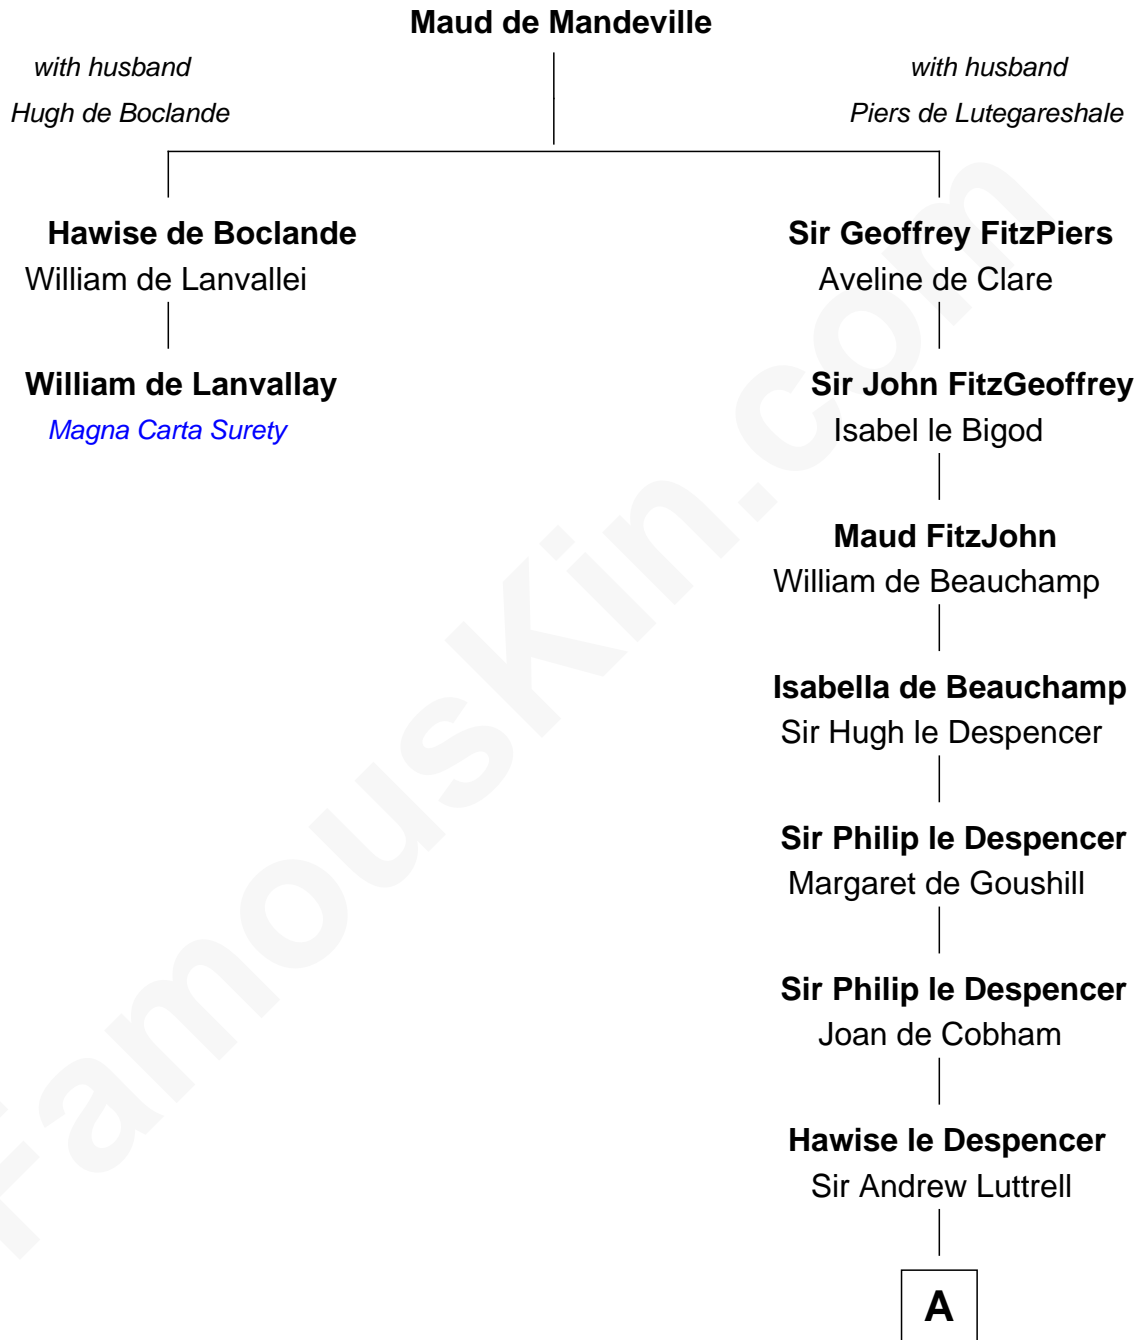 Maud de Mandeville
with husband
Hugh de Boclande
with husband
Piers de Lutegareshale
Hawise de Boclande
William de Lanvallei
William de Lanvallay
Magna Carta Surety
Sir Geoffrey FitzPiers
Aveline de Clare
Sir John FitzGeoffrey
Isabel le Bigod
Maud FitzJohn
William de Beauchamp
Isabella de Beauchamp
Sir Hugh le Despencer
Sir Philip le Despencer
Margaret de Goushill
Sir Philip le Despencer
Joan de Cobham
Hawise le Despencer
Sir Andrew Luttrell
A
FamousKin.com